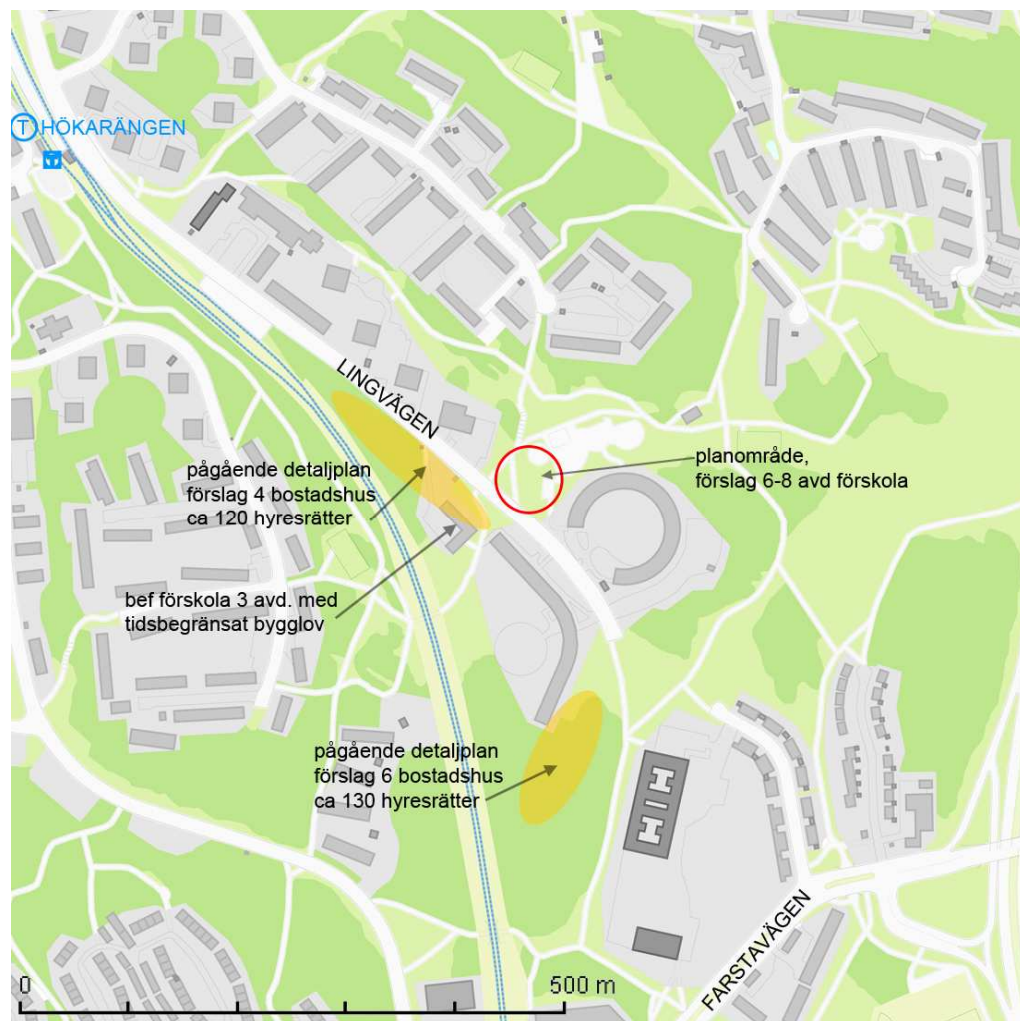 T HÖKARÄNGEN
LINGVÄGEN
pågående detaljplan
förslag 4 bostadshus
ca 120 hyresrätter
planområde,
förslag 6-8 avd förskola
bef förskola 3 avd. med
tidsbegränsat bygglov
pågående detaljplan
förslag 6 bostadshus
ca 130 hyresrätter
FARSTAVÄGEN
0 500 m